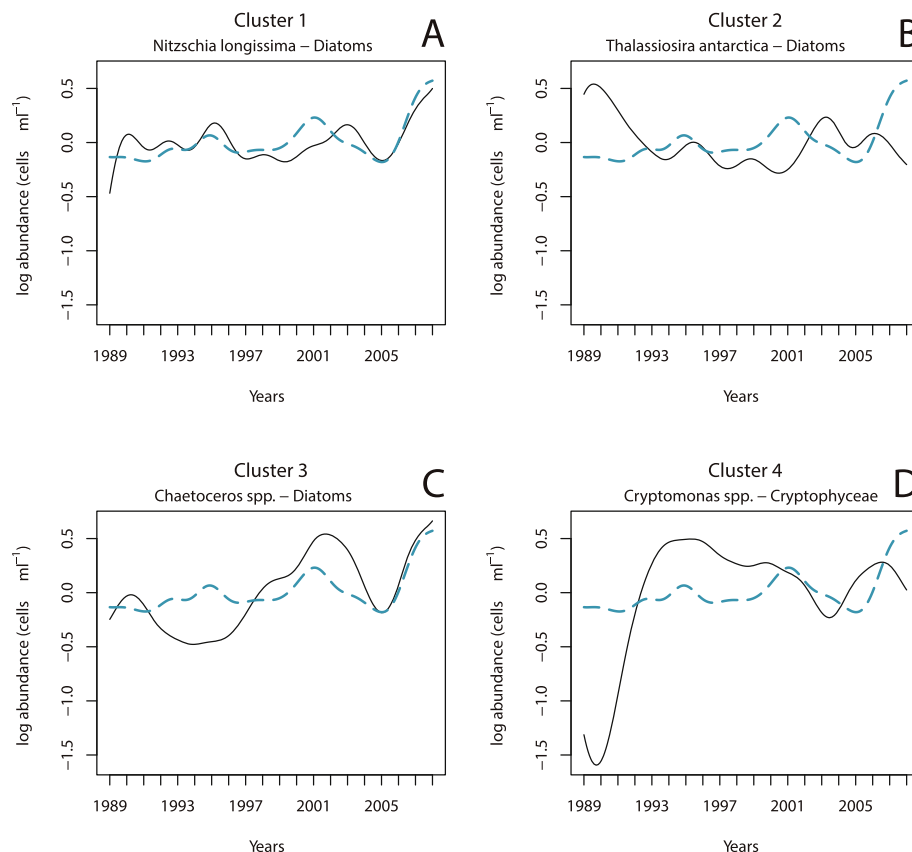 Cluster 1
Nitzschia longissima – Diatoms
A
log abundance (cells ml⁻¹)
0.5
0.0
−0.5
−1.0
−1.5
1989 1993 1997 2001 2005
Years
Cluster 2
Thalassiosira antarctica – Diatoms
B
log abundance (cells ml⁻¹)
0.5
0.0
−0.5
−1.0
−1.5
1989 1993 1997 2001 2005
Years
Cluster 3
Chaetoceros spp. – Diatoms
C
log abundance (cells ml⁻¹)
0.5
0.0
−0.5
−1.0
−1.5
1989 1993 1997 2001 2005
Years
Cluster 4
Cryptomonas spp. – Cryptophyceae
D
log abundance (cells ml⁻¹)
0.5
0.0
−0.5
−1.0
−1.5
1989 1993 1997 2001 2005
Years